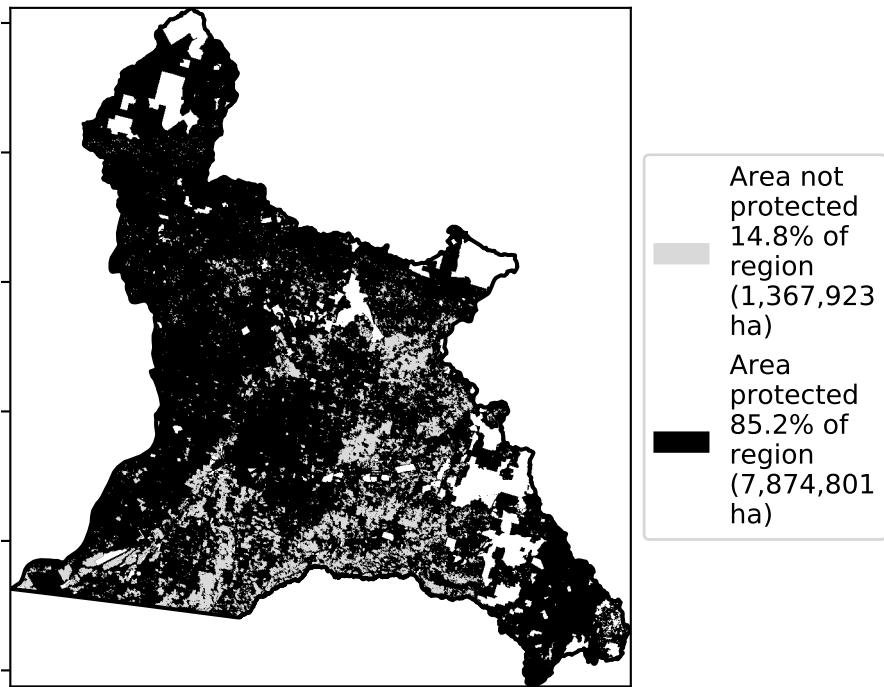 Area not
protected
14.8% of
region
(1,367,923
ha)
Area
protected
85.2% of
region
(7,874,801
ha)